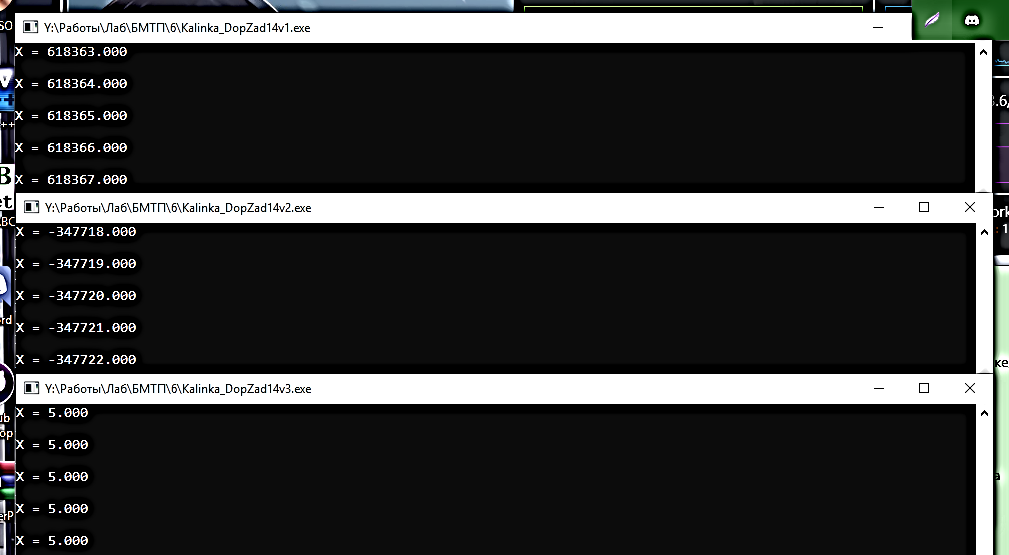 Y:\Работы\Лаб\БМТП\6\Kalinka_DopZad14v1.exe
X = 618363.000
X = 618364.000
X = 618365.000
X = 618366.000
X = 618367.000
Y:\Работы\Лаб\БМТП\6\Kalinka_DopZad14v2.exe
X = -347718.000
X = -347719.000
X = -347720.000
X = -347721.000
X = -347722.000
Y:\Работы\Лаб\БМТП\6\Kalinka_DopZad14v3.exe
X = 5.000
X = 5.000
X = 5.000
X = 5.000
X = 5.000